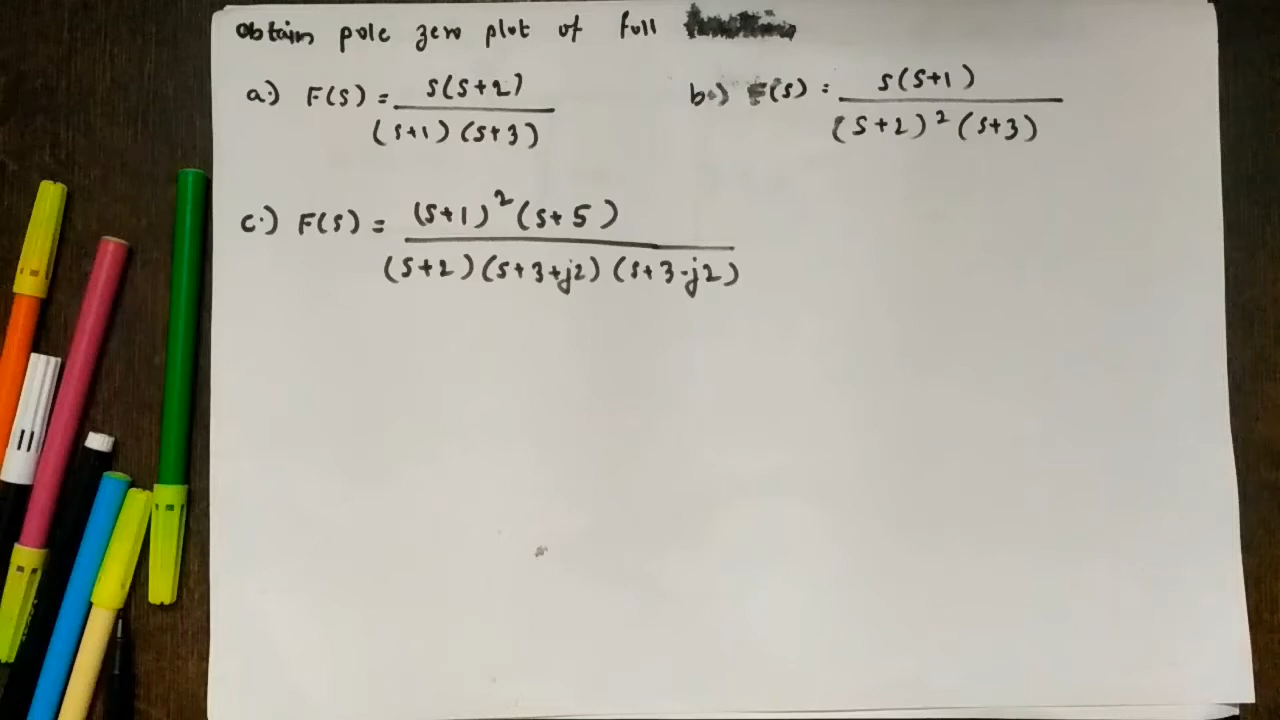 obtain pole zero plot of full
a.) F(s) = s(s+2) / (s+1) (s+3)
b.) F(s) = s(s+1) / (s+2)² (s+3)
c.) F(s) = (s+1)² (s+5) / (s+2) (s+3+j2) (s+3-j2)